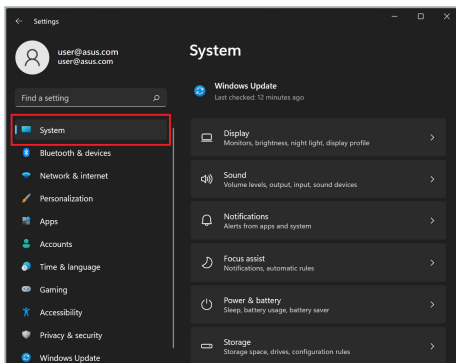 Settings
user@asus.com
user@asus.com
Find a setting
System
Bluetooth & devices
Network & internet
Personalization
Apps
Accounts
Time & language
Gaming
Accessibility
Privacy & security
Windows Update
System
Windows Update
Last checked: 12 minutes ago
Display
Monitors, brightness, night light, display profile
Sound
Volume levels, output, input, sound devices
Notifications
Alerts from apps and system
Focus assist
Notifications, automatic rules
Power & battery
Sleep, battery usage, battery saver
Storage
Storage space, drives, configuration rules